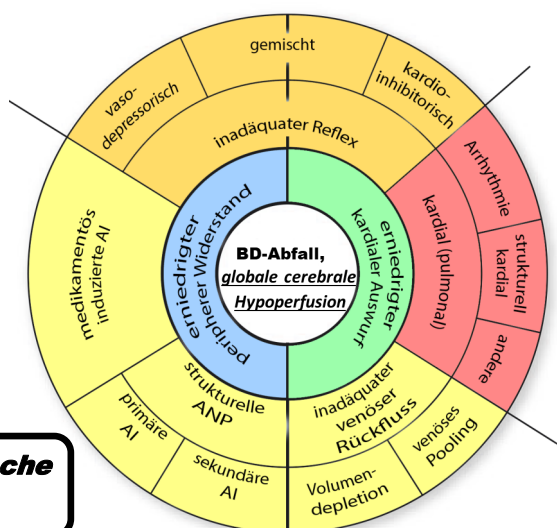 gemischt
vaso-
depressorisch
kardio-
inhibitorisch
inadäquater Reflex
Arrhythmie
strukturell
kardial
andere
kardial (pulmonal)
erniedrigter
peripherer Widerstand
erniedrigter
kardialer Auswurf
BD-Abfall,
globale cerebrale
Hypoperfusion
medikamentös
induzierte AI
strukturelle
ANP
primäre
AI
sekundäre
AI
inadäquater
venöser
Rückfluss
Volumen-
depletion
venöses
Pooling
che